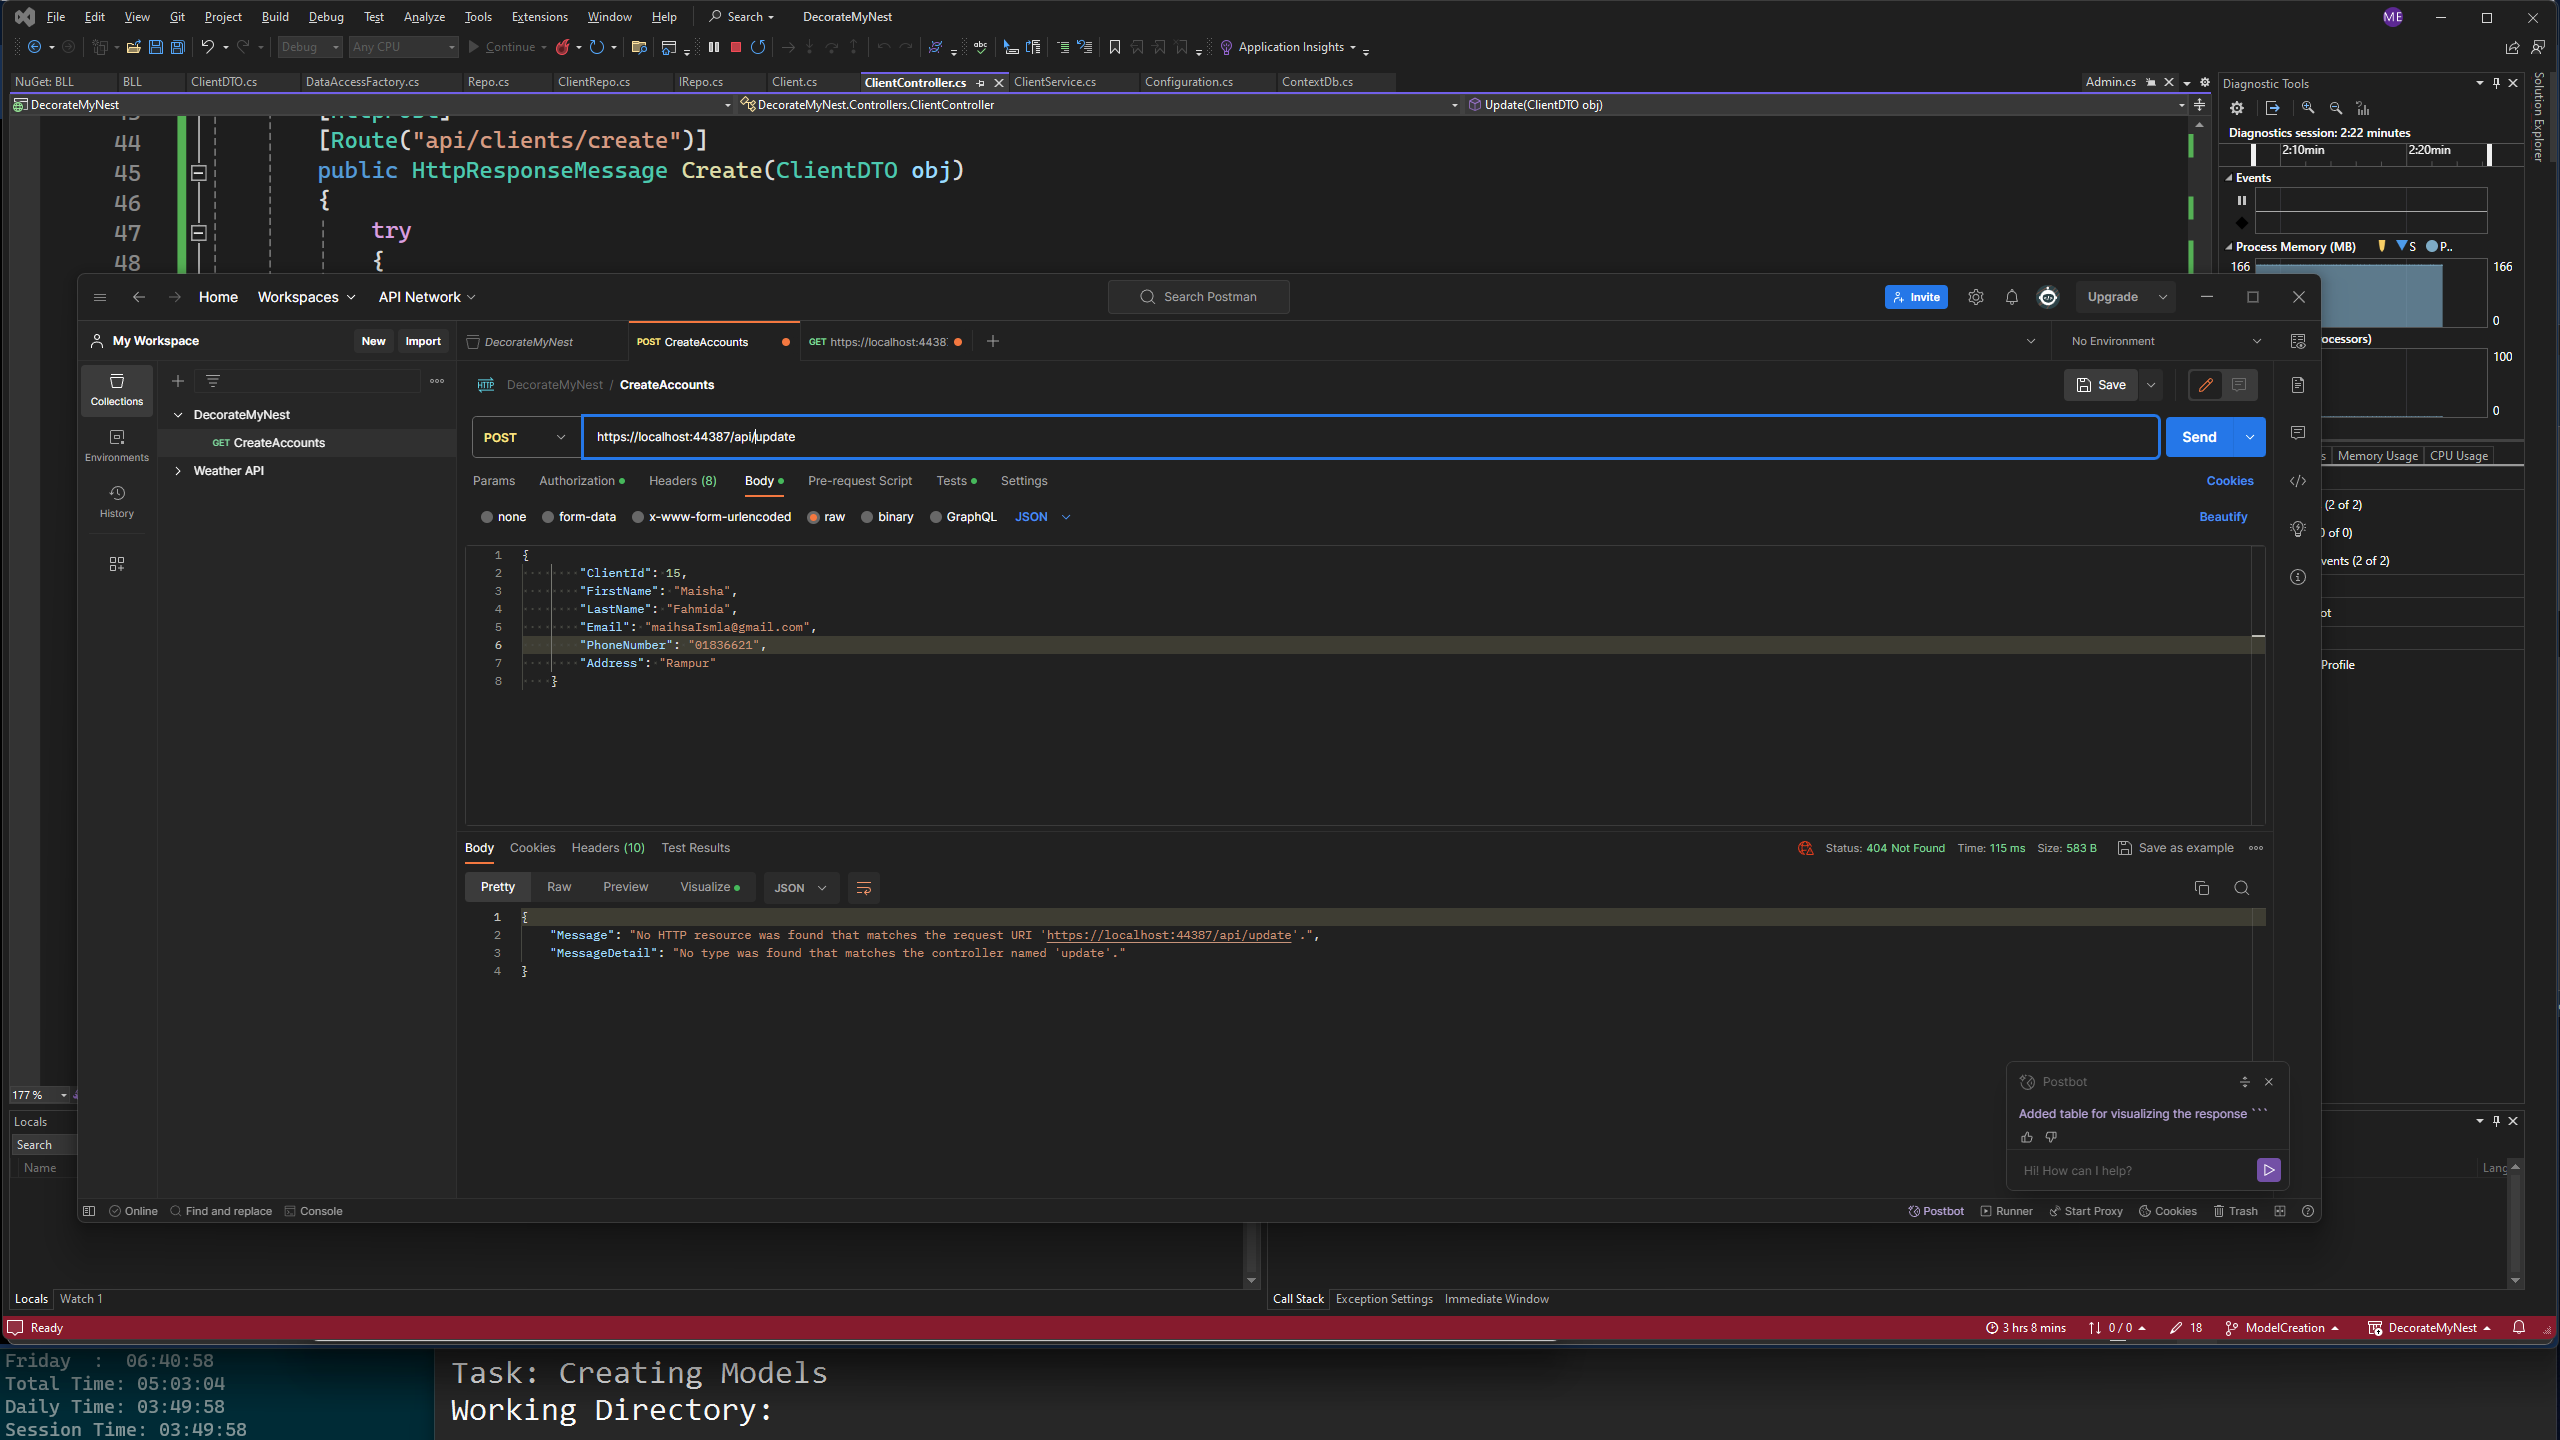 File Edit View Git Project Build Debug Test Analyze Tools Extensions Window Help Search DecorateMyNest ME
Debug Any CPU Continue Application Insights
NuGet: BLL BLL ClientDTO.cs DataAccessFactory.cs Repo.cs ClientRepo.cs IRepo.cs Client.cs ClientController.cs ClientService.cs Configuration.cs ContextDb.cs Admin.cs
DecorateMyNest DecorateMyNest.Controllers.ClientController Update(ClientDTO obj)
44 [Route("api/clients/create")]
45 public HttpResponseMessage Create(ClientDTO obj)
46 {
47 try
48 {
Diagnostic Tools
Diagnostics session: 2:22 minutes
2:10min 2:20min
Events
Process Memory (MB) S P..
166 166
0
ocessors)
100
0
Memory Usage CPU Usage
(2 of 2)
of 0)
vents (2 of 2)
ot
Profile
Solution Explorer
Home Workspaces API Network Search Postman Invite Upgrade
My Workspace New Import DecorateMyNest POST CreateAccounts GET https://localhost:4438 No Environment
Collections
Environments
History
DecorateMyNest
GET CreateAccounts
Weather API
HTTP DecorateMyNest / CreateAccounts Save
POST https://localhost:44387/api/update Send
Params Authorization Headers (8) Body Pre-request Script Tests Settings Cookies
none form-data x-www-form-urlencoded raw binary GraphQL JSON Beautify
1 {
2 "ClientId": 15,
3 "FirstName": "Maisha",
4 "LastName": "Fahmida",
5 "Email": "maihsaIsmla@gmail.com",
6 "PhoneNumber": "01836621",
7 "Address": "Rampur"
8 }
Body Cookies Headers (10) Test Results Status: 404 Not Found Time: 115 ms Size: 583 B Save as example
Pretty Raw Preview Visualize JSON
1 {
2 "Message": "No HTTP resource was found that matches the request URI 'https://localhost:44387/api/update'.",
3 "MessageDetail": "No type was found that matches the controller named 'update'."
4 }
Postbot
Added table for visualizing the response ```
Hi! How can I help?
Online Find and replace Console Postbot Runner Start Proxy Cookies Trash
177 %
Locals
Search
Name
Lang
Locals Watch 1 Call Stack Exception Settings Immediate Window
Ready 3 hrs 8 mins 0 / 0 18 ModelCreation DecorateMyNest
Friday : 06:40:58
Total Time: 05:03:04
Daily Time: 03:49:58
Session Time: 03:49:58
Task: Creating Models
Working Directory: